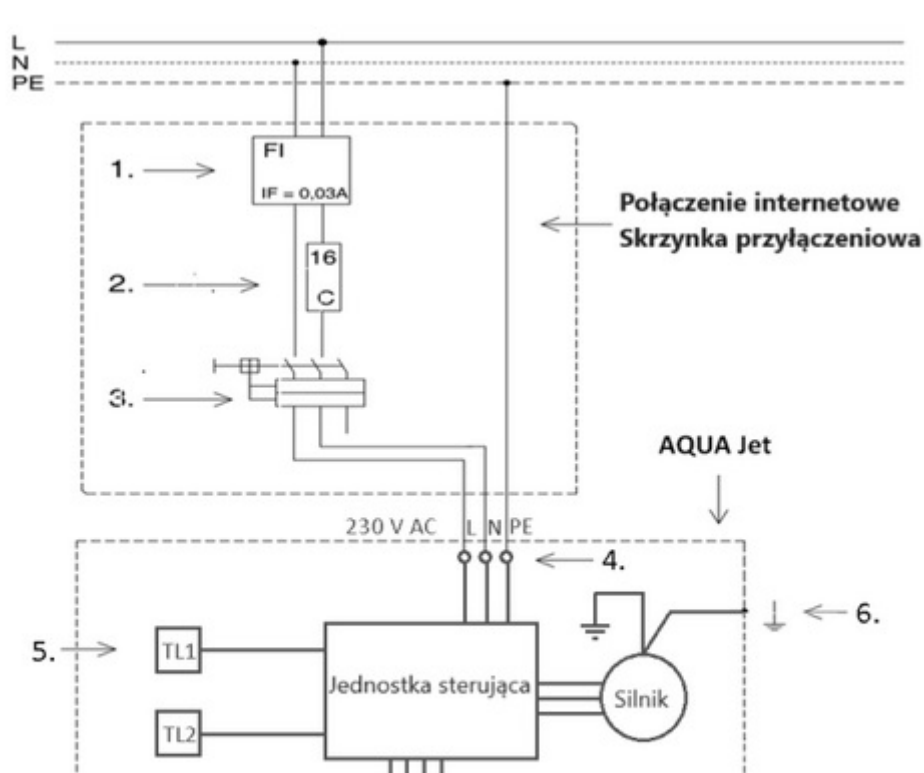 L
N
PE
FI
1.
IF = 0,03A
Połączenie internetowe
Skrzynka przyłączeniowa
16
2.
C
3.
AQUA Jet
230 V AC L N PE
4.
6.
5.
TL1
Jednostka sterująca
Silnik
TL2